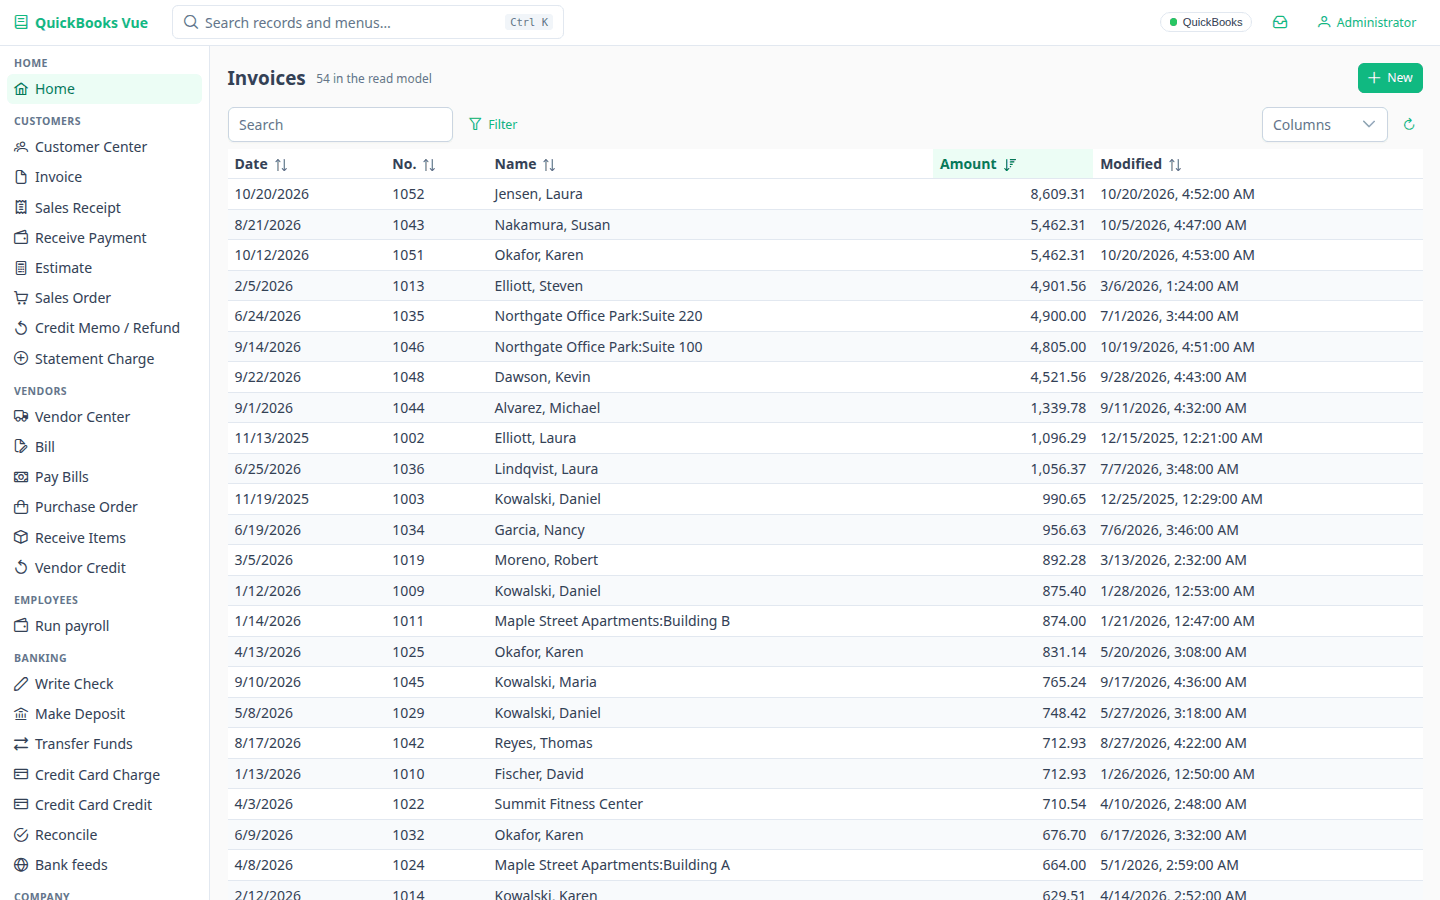 QuickBooks Vue
Search records and menus...
Ctrl K
QuickBooks
Administrator
HOME
Home
CUSTOMERS
Customer Center
Invoice
Sales Receipt
Receive Payment
Estimate
Sales Order
Credit Memo / Refund
Statement Charge
VENDORS
Vendor Center
Bill
Pay Bills
Purchase Order
Receive Items
Vendor Credit
EMPLOYEES
Run payroll
BANKING
Write Check
Make Deposit
Transfer Funds
Credit Card Charge
Credit Card Credit
Reconcile
Bank feeds
COMPANY
Invoices 54 in the read model
New
Search
Filter
Columns
Date No. Name Amount Modified
10/20/2026 1052 Jensen, Laura 8,609.31 10/20/2026, 4:52:00 AM
8/21/2026 1043 Nakamura, Susan 5,462.31 10/5/2026, 4:47:00 AM
10/12/2026 1051 Okafor, Karen 5,462.31 10/20/2026, 4:53:00 AM
2/5/2026 1013 Elliott, Steven 4,901.56 3/6/2026, 1:24:00 AM
6/24/2026 1035 Northgate Office Park:Suite 220 4,900.00 7/1/2026, 3:44:00 AM
9/14/2026 1046 Northgate Office Park:Suite 100 4,805.00 10/19/2026, 4:51:00 AM
9/22/2026 1048 Dawson, Kevin 4,521.56 9/28/2026, 4:43:00 AM
9/1/2026 1044 Alvarez, Michael 1,339.78 9/11/2026, 4:32:00 AM
11/13/2025 1002 Elliott, Laura 1,096.29 12/15/2025, 12:21:00 AM
6/25/2026 1036 Lindqvist, Laura 1,056.37 7/7/2026, 3:48:00 AM
11/19/2025 1003 Kowalski, Daniel 990.65 12/25/2025, 12:29:00 AM
6/19/2026 1034 Garcia, Nancy 956.63 7/6/2026, 3:46:00 AM
3/5/2026 1019 Moreno, Robert 892.28 3/13/2026, 2:32:00 AM
1/12/2026 1009 Kowalski, Daniel 875.40 1/28/2026, 12:53:00 AM
1/14/2026 1011 Maple Street Apartments:Building B 874.00 1/21/2026, 12:47:00 AM
4/13/2026 1025 Okafor, Karen 831.14 5/20/2026, 3:08:00 AM
9/10/2026 1045 Kowalski, Maria 765.24 9/17/2026, 4:36:00 AM
5/8/2026 1029 Kowalski, Daniel 748.42 5/27/2026, 3:18:00 AM
8/17/2026 1042 Reyes, Thomas 712.93 8/27/2026, 4:22:00 AM
1/13/2026 1010 Fischer, David 712.93 1/26/2026, 12:50:00 AM
4/3/2026 1022 Summit Fitness Center 710.54 4/10/2026, 2:48:00 AM
6/9/2026 1032 Okafor, Karen 676.70 6/17/2026, 3:32:00 AM
4/8/2026 1024 Maple Street Apartments:Building A 664.00 5/1/2026, 2:59:00 AM
2/12/2026 1014 Kowalski, Karen 629.51 4/14/2026, 2:52:00 AM